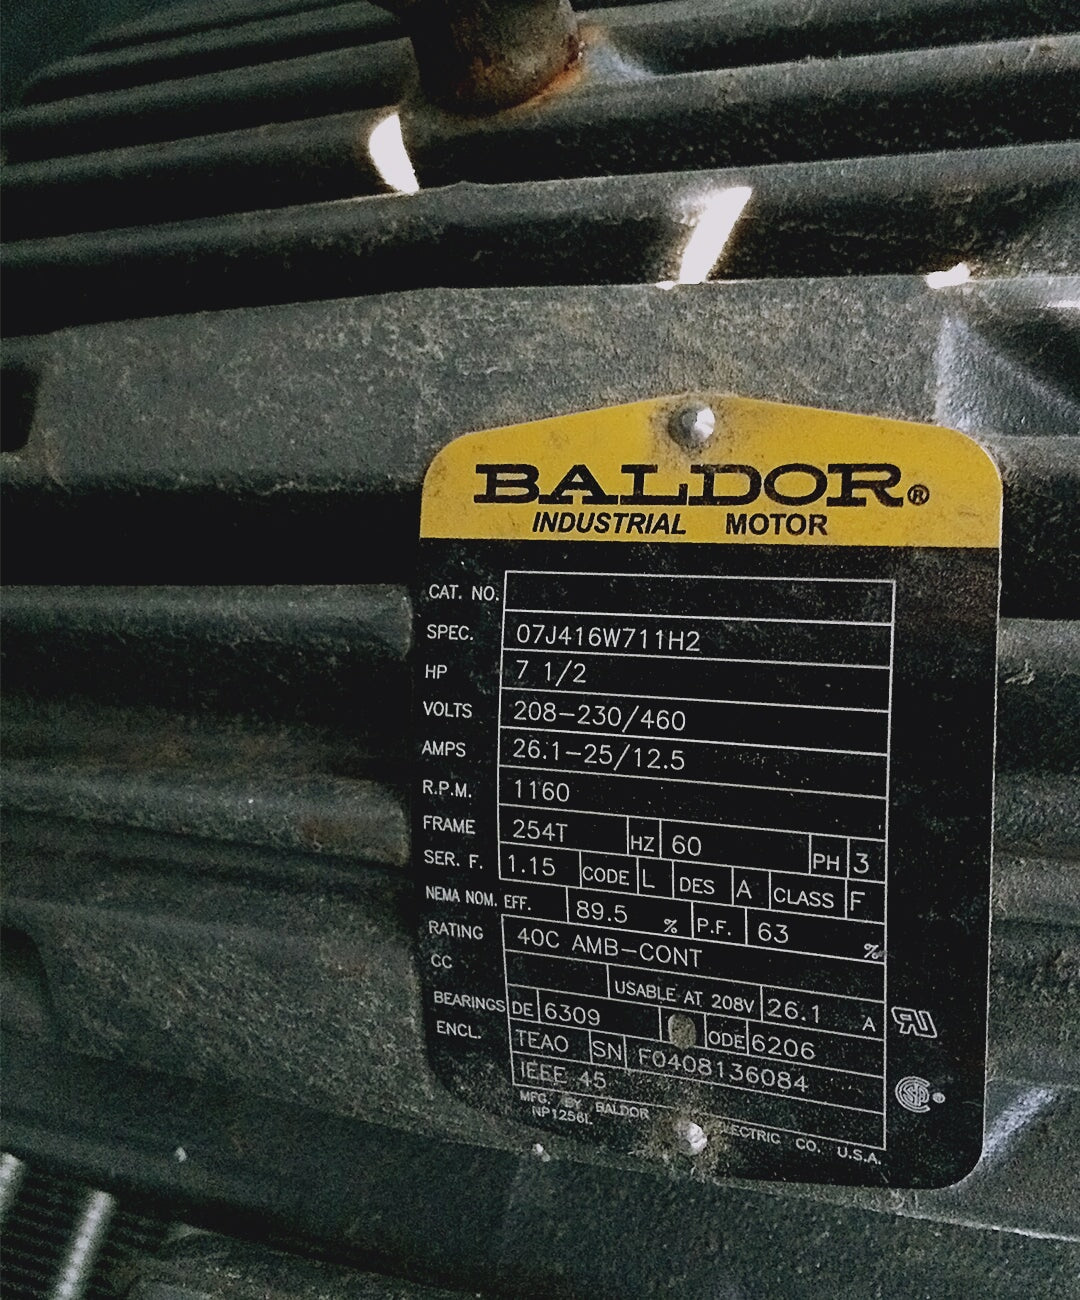 BALDOR®
INDUSTRIAL MOTOR
CAT. NO.
SPEC. 07J416W711H2
HP 7 1/2
VOLTS 208-230/460
AMPS 26.1-25/12.5
R.P.M. 1160
FRAME 254T HZ 60 PH 3
SER. F. 1.15 CODE L DES A CLASS F
NEMA NOM. EFF. 89.5 % P.F. 63 %
RATING 40C AMB-CONT
CC USABLE AT 208V 26.1 A
BEARINGS DE 6309 ODE 6206
ENCL. TEAO SN F0408136084
IEEE 45
MFG. BY BALDOR ECTRIC CO. U.S.A.
NP1256L